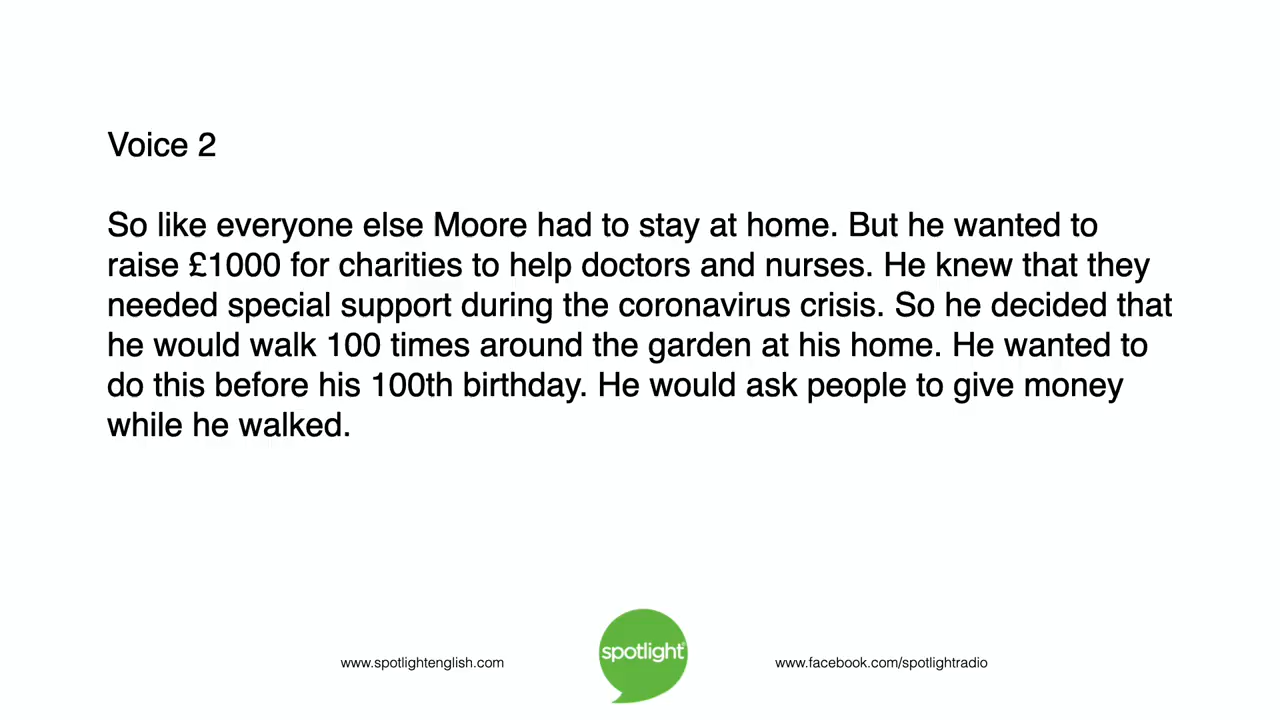 Voice 2
So like everyone else Moore had to stay at home. But he wanted to
raise £1000 for charities to help doctors and nurses. He knew that they
needed special support during the coronavirus crisis. So he decided that
he would walk 100 times around the garden at his home. He wanted to
do this before his 100th birthday. He would ask people to give money
while he walked.
www.spotlightenglish.com
spotlight
www.facebook.com/spotlightradio